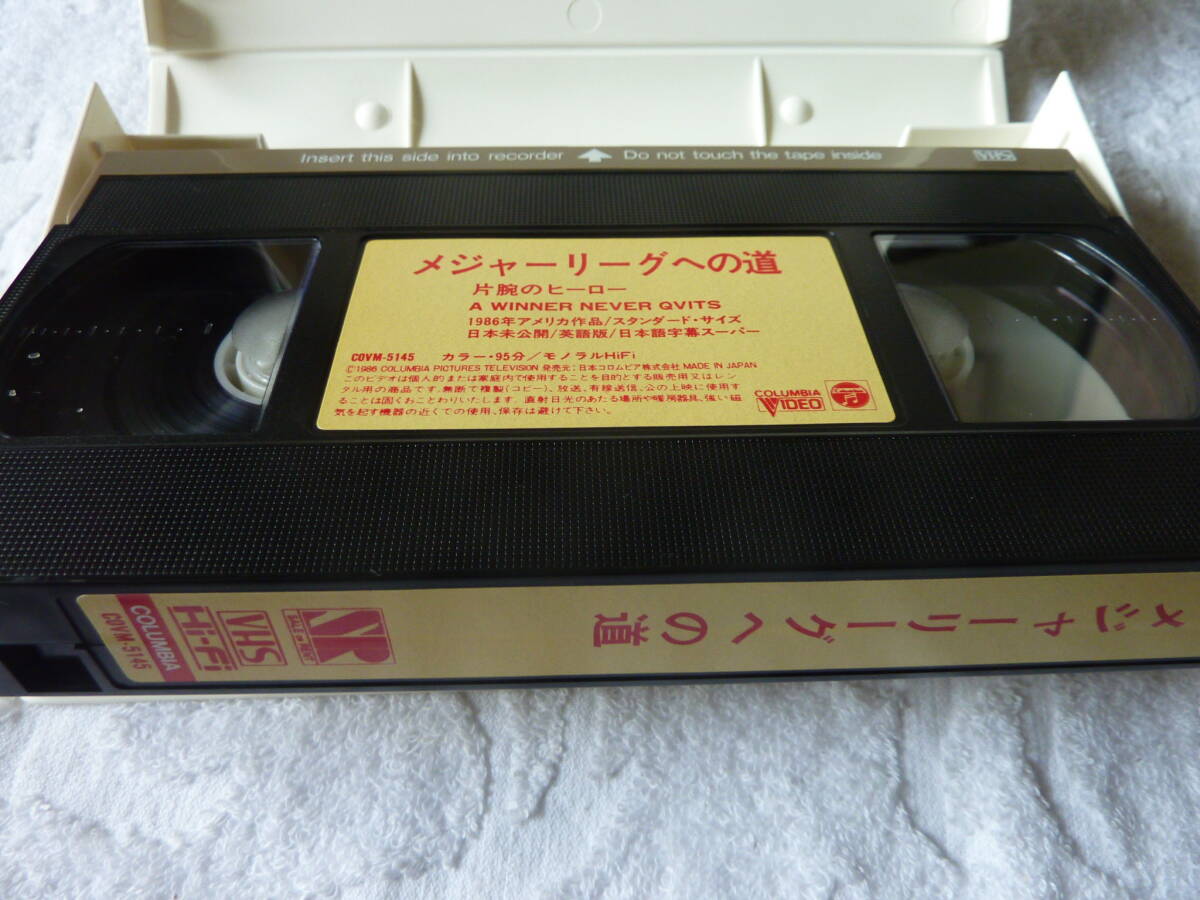 Insert this side into recorder Do not touch the tape inside VHS
メジャーリーグへの道
片腕のヒーロー
A WINNER NEVER QVITS
1986年アメリカ作品/スタンダード・サイズ
日本未公開/英語版/日本語字幕スーパー
COVM-5145 カラー・95分/モノラルHiFi
©1986 COLUMBIA PICTURES TELEVISION 発売元:日本コロムビア株式会社 MADE IN JAPAN
このビデオは個人的または家庭内で使用することを目的とする販売用又はレン
タル用の商品です。無断で複製(コピー)、放送、有線送信、公の上映に使用す
ることは固くおことわりいたします。直射日光のあたる場所や暖房器具、強い磁
気を起す機器の近くでの使用、保存は避けて下さい。
COLUMBIA
VIDEO
メジャーリーグへの道
NR
SALE or RENT
VHS
Hi-Fi
COLUMBIA
COVM-5145